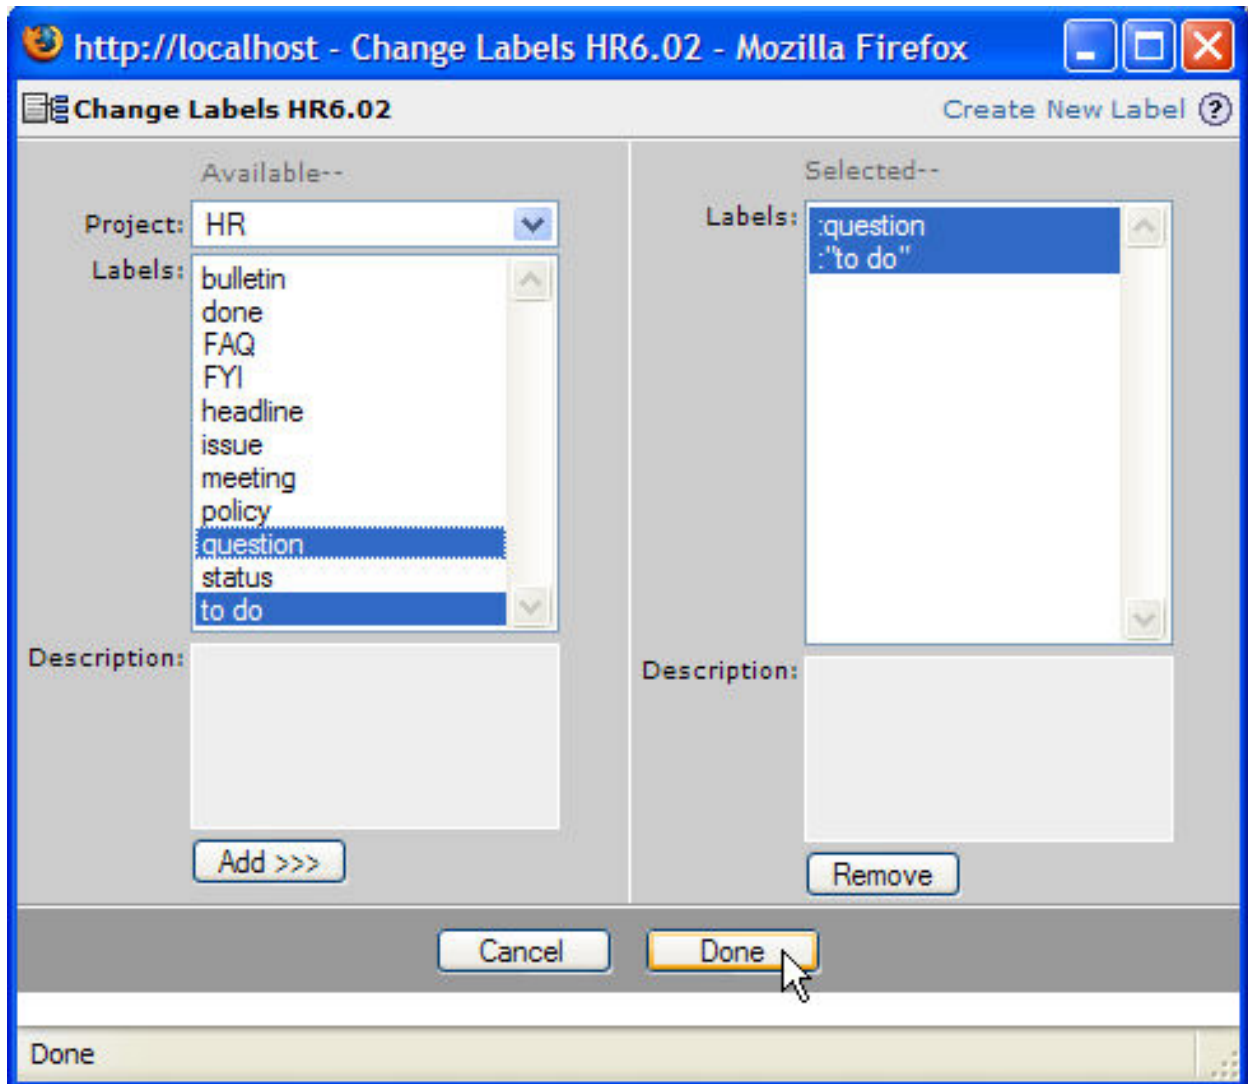 http://localhost - Change Labels HR6.02 - Mozilla Firefox
Change Labels HR6.02
Create New Label ?
Available--
Project: HR
Labels:
bulletin
done
FAQ
FYI
headline
issue
meeting
policy
question
status
to do
Description:
Add >>>
Selected--
Labels:
:question
:"to do"
Description:
Remove
Cancel
Done
Done